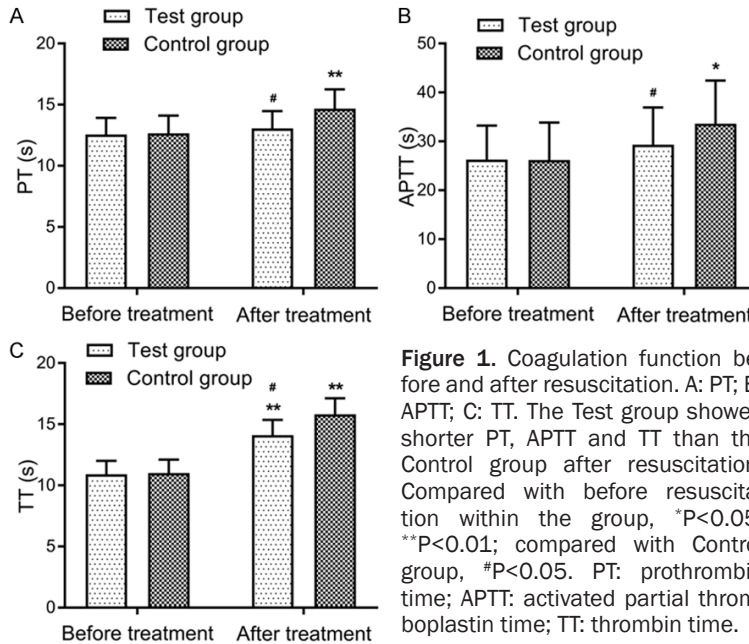 A
Test group
Control group
20
15
10
5
0
PT (s)
#
**
Before treatment
After treatment
B
Test group
Control group
50
40
30
20
10
0
APTT (s)
#
*
Before treatment
After treatment
C
Test group
Control group
20
15
10
5
0
TT (s)
#
**
**
Before treatment
After treatment
Figure 1. Coagulation function be
fore and after resuscitation. A: PT;
APTT; C: TT. The Test group showe
shorter PT, APTT and TT than th
Control group after resuscitation
Compared with before resuscita
tion within the group, *P<0.05
**P<0.01; compared with Contro
group, #P<0.05. PT: prothrombi
time; APTT: activated partial throm
boplastin time; TT: thrombin time.